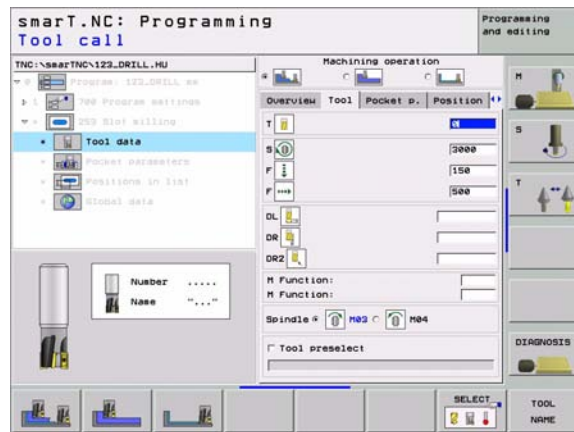 smarT.NC: Programming
Tool call
Programming and editing
TNC:\smarTNC\123_DRILL.HU
0 Program: 123_DRILL mm
1 700 Program settings
253 Slot milling
Tool data
Pocket parameters
Positions in list
Global data
Number .....
Name "..."
Machining operation
Overview Tool Pocket p. Position
T 0
S 3000
F 150
F 500
DL
DR
DR2
M Function:
M Function:
Spindle M03 M04
Tool preselect
M
S
T
DIAGNOSIS
SELECT
TOOL NAME